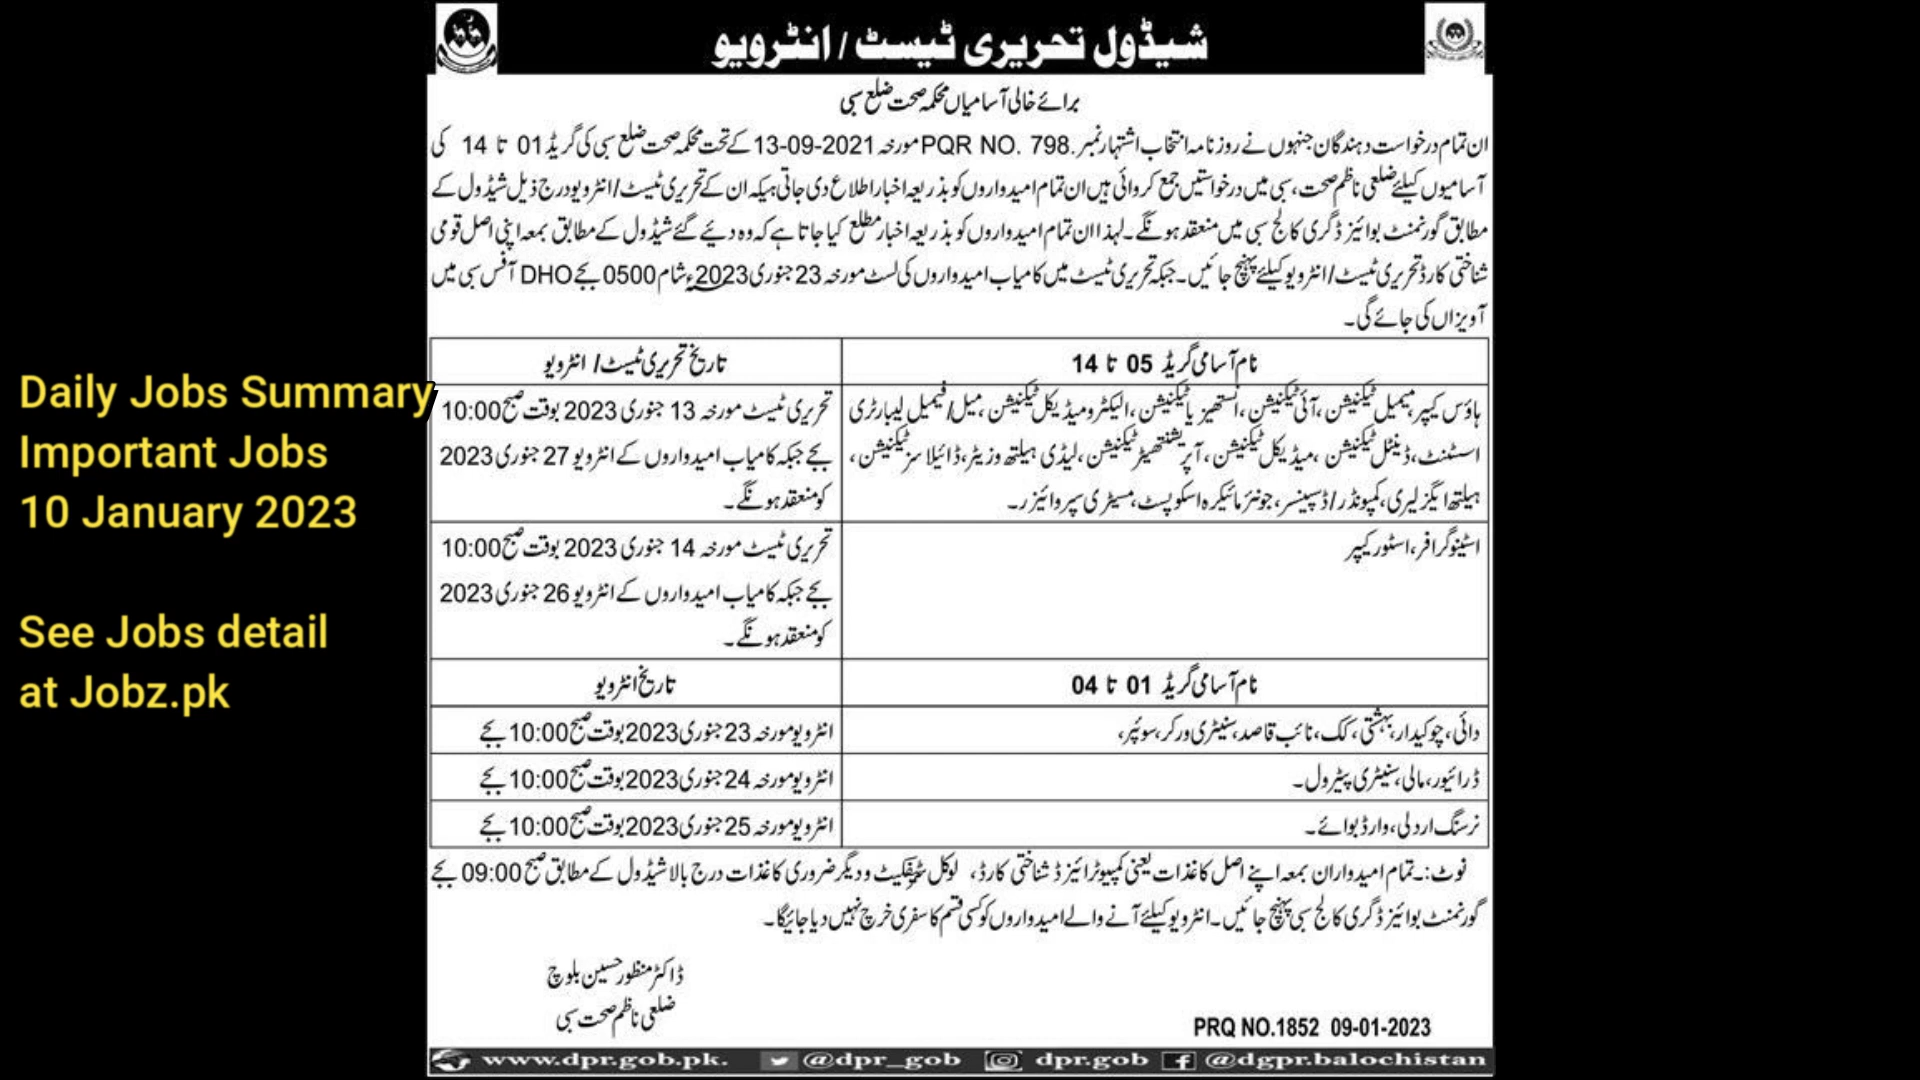 Daily Jobs Summary
Important Jobs
10 January 2023
See Jobs detail
at Jobz.pk
شیڈول تحریری ٹیسٹ / انٹرویو
برائے خالی آسامیاں محکمہ صحت ضلع سبی
ان تمام درخواست دہندگان جنہوں نے روزنامہ انتخاب اشتہار نمبر PQR NO. 798. مورخہ 13-09-2021 کے تحت محکمہ صحت ضلع سبی کی گریڈ 01 تا 14 کی
آسامیوں کیلئے ضلعی ناظم صحت، سبی میں درخواستیں جمع کروائی ہیں ان تمام امیدواروں کو بذریعہ اخبار اطلاع دی جاتی ہیکہ ان کے تحریری ٹیسٹ/انٹرویو درج ذیل شیڈول کے
مطابق گورنمنٹ بوائیز ڈگری کالج سبی میں منعقد ہونگے۔ لہذا ان تمام امیدواروں کو بذریعہ اخبار مطلع کیا جاتا ہے کہ وہ دیئے گئے شیڈول کے مطابق بمعہ اپنی اصل قومی
شناختی کارڈ تحریری ٹیسٹ/انٹرویو کیلئے پہنچ جائیں۔ جبکہ تحریری ٹیسٹ میں کامیاب امیدواروں کی لسٹ مورخہ 23 جنوری 2023ء شام 0500 بجے DHO آفس سبی میں
آویزاں کی جائے گی۔
نام آسامی گریڈ 05 تا 14
تاریخ تحریری ٹیسٹ / انٹرویو
ہاؤس کیپر، میمیل ٹیکنیشن، آئی ٹیکنیشن، انستھیزیا ٹیکنیشن، الیکٹرومیڈیکل ٹیکنیشن، میل/فیمیل لیبارٹری
اسسٹنٹ، ڈینٹل ٹیکنیشن، میڈیکل ٹیکنیشن، آپریشن تھیٹر ٹیکنیشن، لیڈی ہیلتھ وزیٹر، ڈائیلاسز ٹیکنیشن،
ہیلتھ ایگزلیری، کمپونڈر/ڈسپنسر، جونئر مائیکرواسکوپسٹ، مسیٹری سپروائیزر۔
تحریری ٹیسٹ مورخہ 13 جنوری 2023 بوقت صبح 10:00
بجے جبکہ کامیاب امیدواروں کے انٹرویو 27 جنوری 2023
کو منعقد ہونگے۔
اسٹینوگرافر، اسٹور کیپر
تحریری ٹیسٹ مورخہ 14 جنوری 2023 بوقت صبح 10:00
بجے جبکہ کامیاب امیدواروں کے انٹرویو 26 جنوری 2023
کو منعقد ہونگے۔
نام آسامی گریڈ 01 تا 04
تاریخ انٹرویو
دائی، چوکیدار، بہشتی، کک، نائب قاصد، سنیٹری ورکر، سوئپر،
انٹرویو مورخہ 23 جنوری 2023 بوقت صبح 10:00 بجے
ڈرائیور، مالی، سنیٹری پیٹرول۔
انٹرویو مورخہ 24 جنوری 2023 بوقت صبح 10:00 بجے
نرسنگ اردلی، وارڈ بوائے۔
انٹرویو مورخہ 25 جنوری 2023 بوقت صبح 10:00 بجے
نوٹ:۔ تمام امیدواران بمعہ اپنے اصل کاغذات یعنی کمپیوٹرائیزڈ شناختی کارڈ، لوکل سٹریفکیٹ و دیگر ضروری کاغذات درج بالا شیڈول کے مطابق صبح 09:00 بجے
گورنمنٹ بوائیز ڈگری کالج سبی پہنچ جائیں۔ انٹرویو کیلئے آنے والے امیدواروں کو کسی قسم کا سفری خرچ نہیں دیا جائیگا۔
ڈاکٹر منظور حسین بلوچ
ضلعی ناظم صحت سبی
PRQ NO.1852 09-01-2023
www.dpr.gob.pk. @dpr_gob dpr.gob @dgpr.balochistan